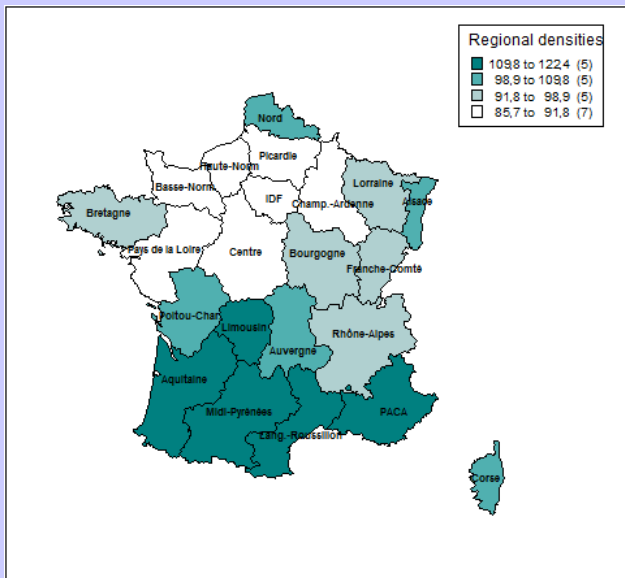 Regional densities
109,8 to 122,4 (5)
98,9 to 109,8 (5)
91,8 to 98,9 (5)
85,7 to 91,8 (7)
Nord
Picardie
Haute-Norm
Basse-Norm
IDF
Champ.-Ardenne
Lorraine
Alsace
Bretagne
Pays de la Loire
Centre
Bourgogne
Franche-Comté
Poitou-Char
Limousin
Auvergne
Rhône-Alpes
Aquitaine
Midi-Pyrénées
Lang.-Roussillon
PACA
Corse